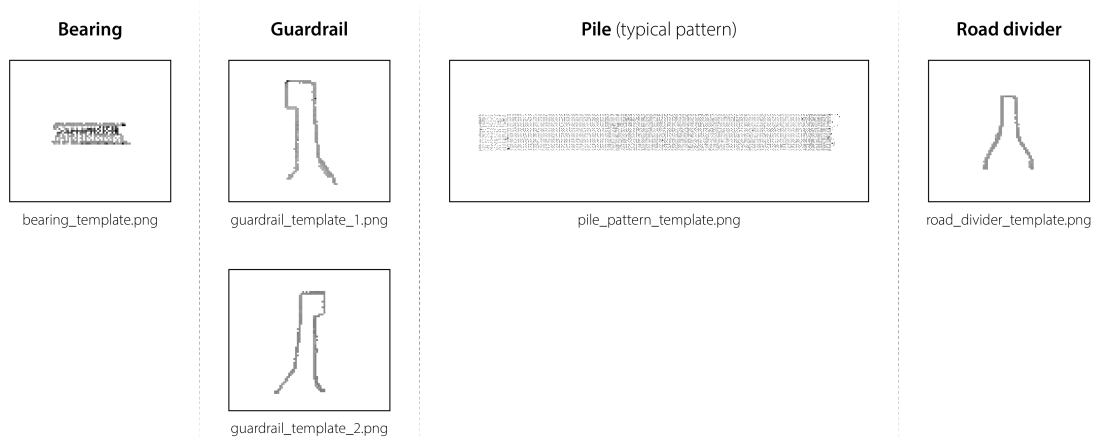 Bearing
Guardrail
Pile (typical pattern)
Road divider
bearing_template.png
guardrail_template_1.png
pile_pattern_template.png
road_divider_template.png
guardrail_template_2.png